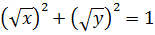 (√x)² + (√y)² = 1